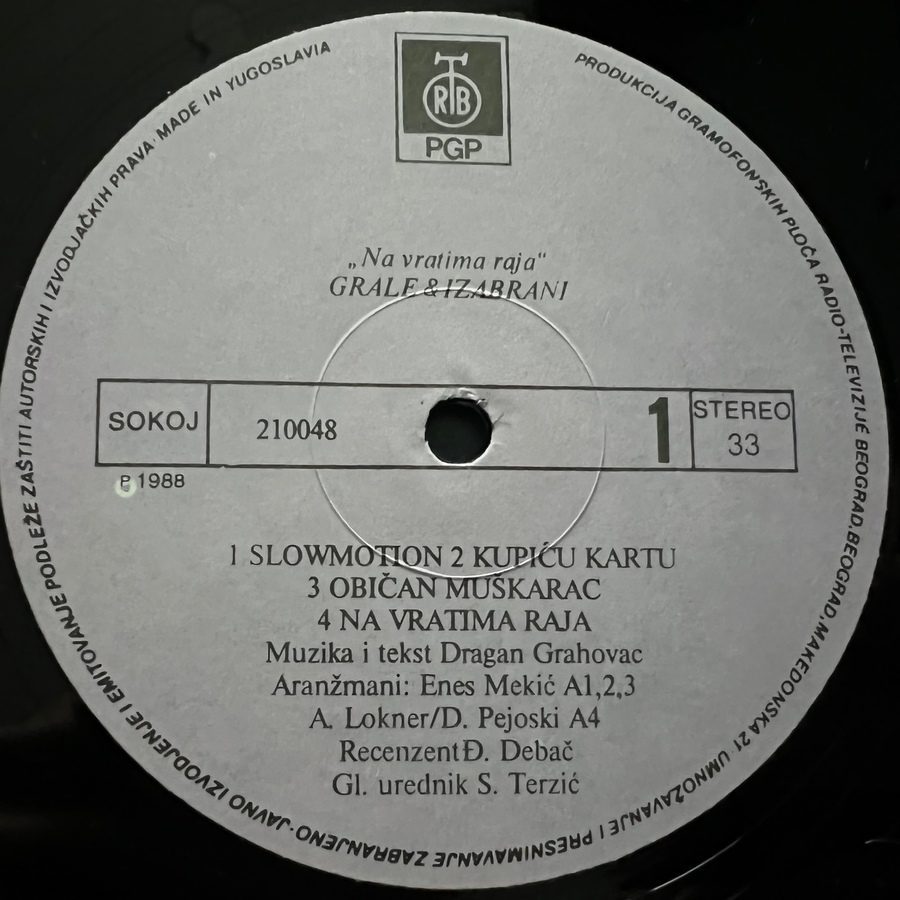 RTB
PGP
PRODUKCIJA GRAMOFONSKIH PLOČA RADIO-TELEVIZIJE BEOGRAD, BEOGRAD, MAKEDONSKA 21 UMNOŽAVANJE I PRESNIMAVANJE ZABRANJENO · JAVNO IZVODJENJE I EMITOVANJE PODLEŽE ZAŠTITI AUTORSKIH I IZVODJAČKIH PRAVA · MADE IN YUGOSLAVIA
„Na vratima raja"
GRALE & IZABRANI
SOKOJ 210048 1 STEREO 33
P 1988
1 SLOWMOTION 2 KUPIĆU KARTU
3 OBIČAN MUŠKARAC
4 NA VRATIMA RAJA
Muzika i tekst Dragan Grahovac
Aranžmani: Enes Mekić A1,2,3
A. Lokner/D. Pejoski A4
Recenzent Đ. Debač
Gl. urednik S. Terzić